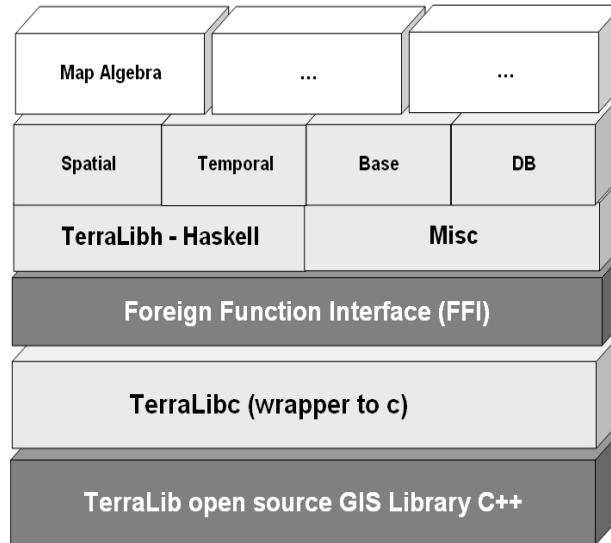 Map Algebra
...
...
Spatial
Temporal
Base
DB
TerraLibh - Haskell
Misc
Foreign Function Interface (FFI)
TerraLibc (wrapper to c)
TerraLib open source GIS Library C++